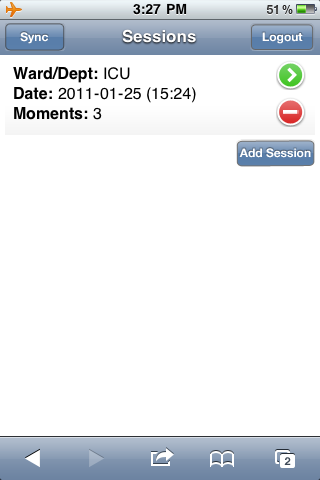 3:27 PM 51 %
Sync Sessions Logout
Ward/Dept: ICU
Date: 2011-01-25 (15:24)
Moments: 3
Add Session
2